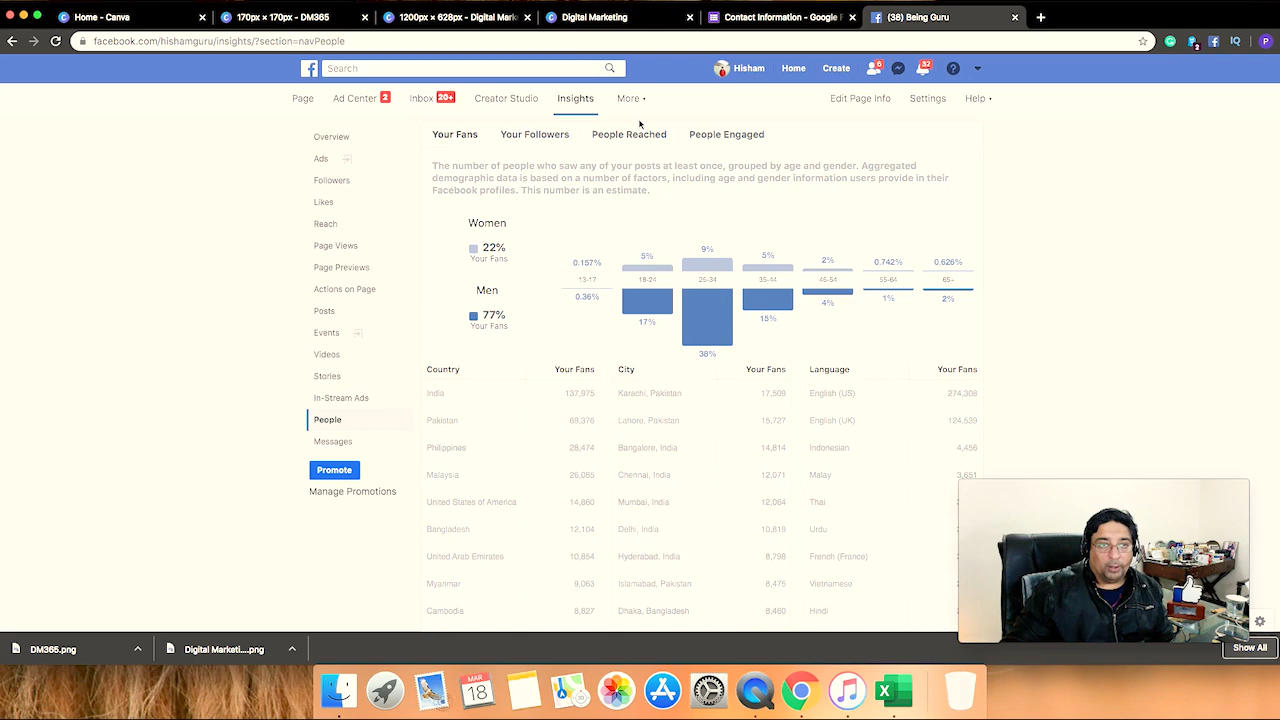 Home - Canva
170px × 170px - DM365
1200px × 628px - Digital Mark
Digital Marketing
Contact Information - Google F
(38) Being Guru
facebook.com/hishamguru/insights/?section=navPeople
Search
Hisham
Home
Create
6
32
Page
Ad Center 2
Inbox 20+
Creator Studio
Insights
More
Edit Page Info
Settings
Help
Overview
Ads
Followers
Likes
Reach
Page Views
Page Previews
Actions on Page
Posts
Events
Videos
Stories
In-Stream Ads
People
Messages
Promote
Manage Promotions
Your Fans
Your Followers
People Reached
People Engaged
The number of people who saw any of your posts at least once, grouped by age and gender. Aggregated
demographic data is based on a number of factors, including age and gender information users provide in their
Facebook profiles. This number is an estimate.
Women
22%
Your Fans
Men
77%
Your Fans
0.157% 5% 9% 5% 2% 0.742% 0.626%
13-17 18-24 25-34 35-44 45-54 55-64 65+
0.36% 17% 38% 15% 4% 1% 2%
Country Your Fans City Your Fans Language Your Fans
India 137,975 Karachi, Pakistan 17,509 English (US) 274,308
Pakistan 69,376 Lahore, Pakistan 15,727 English (UK) 124,539
Philippines 28,474 Bangalore, India 14,814 Indonesian 4,456
Malaysia 26,085 Chennai, India 12,071 Malay 3,651
United States of America 14,860 Mumbai, India 12,064 Thai
Bangladesh 12,104 Delhi, India 10,819 Urdu
United Arab Emirates 10,854 Hyderabad, India 8,798 French (France)
Myanmar 9,063 Islamabad, Pakistan 8,475 Vietnamese
Cambodia 8,827 Dhaka, Bangladesh 8,460 Hindi
DM365.png
Digital Marketi....png
Show All
MAR
18